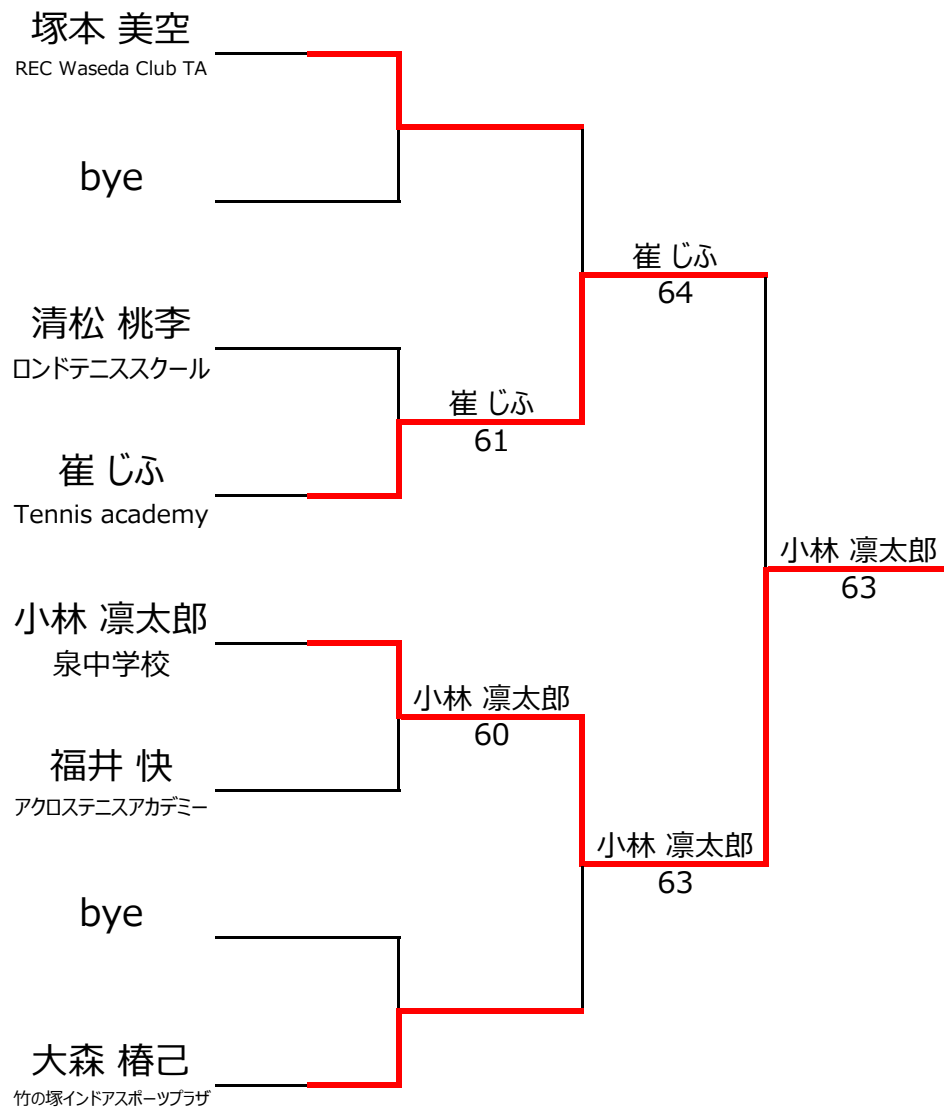 塚本 美空
REC Waseda Club TA
bye
崔 じふ
64
清松 桃李
ロンドテニススクール
崔 じふ
61
崔 じふ
Tennis academy
小林 凛太郎
63
小林 凛太郎
泉中学校
小林 凛太郎
60
福井 快
アクロステニスアカデミー
小林 凛太郎
63
bye
大森 椿己
竹の塚インドアスポーツプラザ